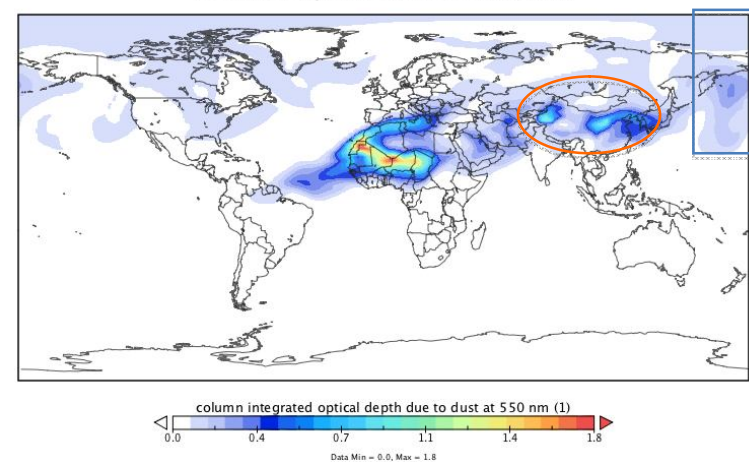 column integrated optical depth due to dust at 550 nm (1)
0.0 0.4 0.7 1.1 1.4 1.8
Data Min = 0.0, Max = 1.8